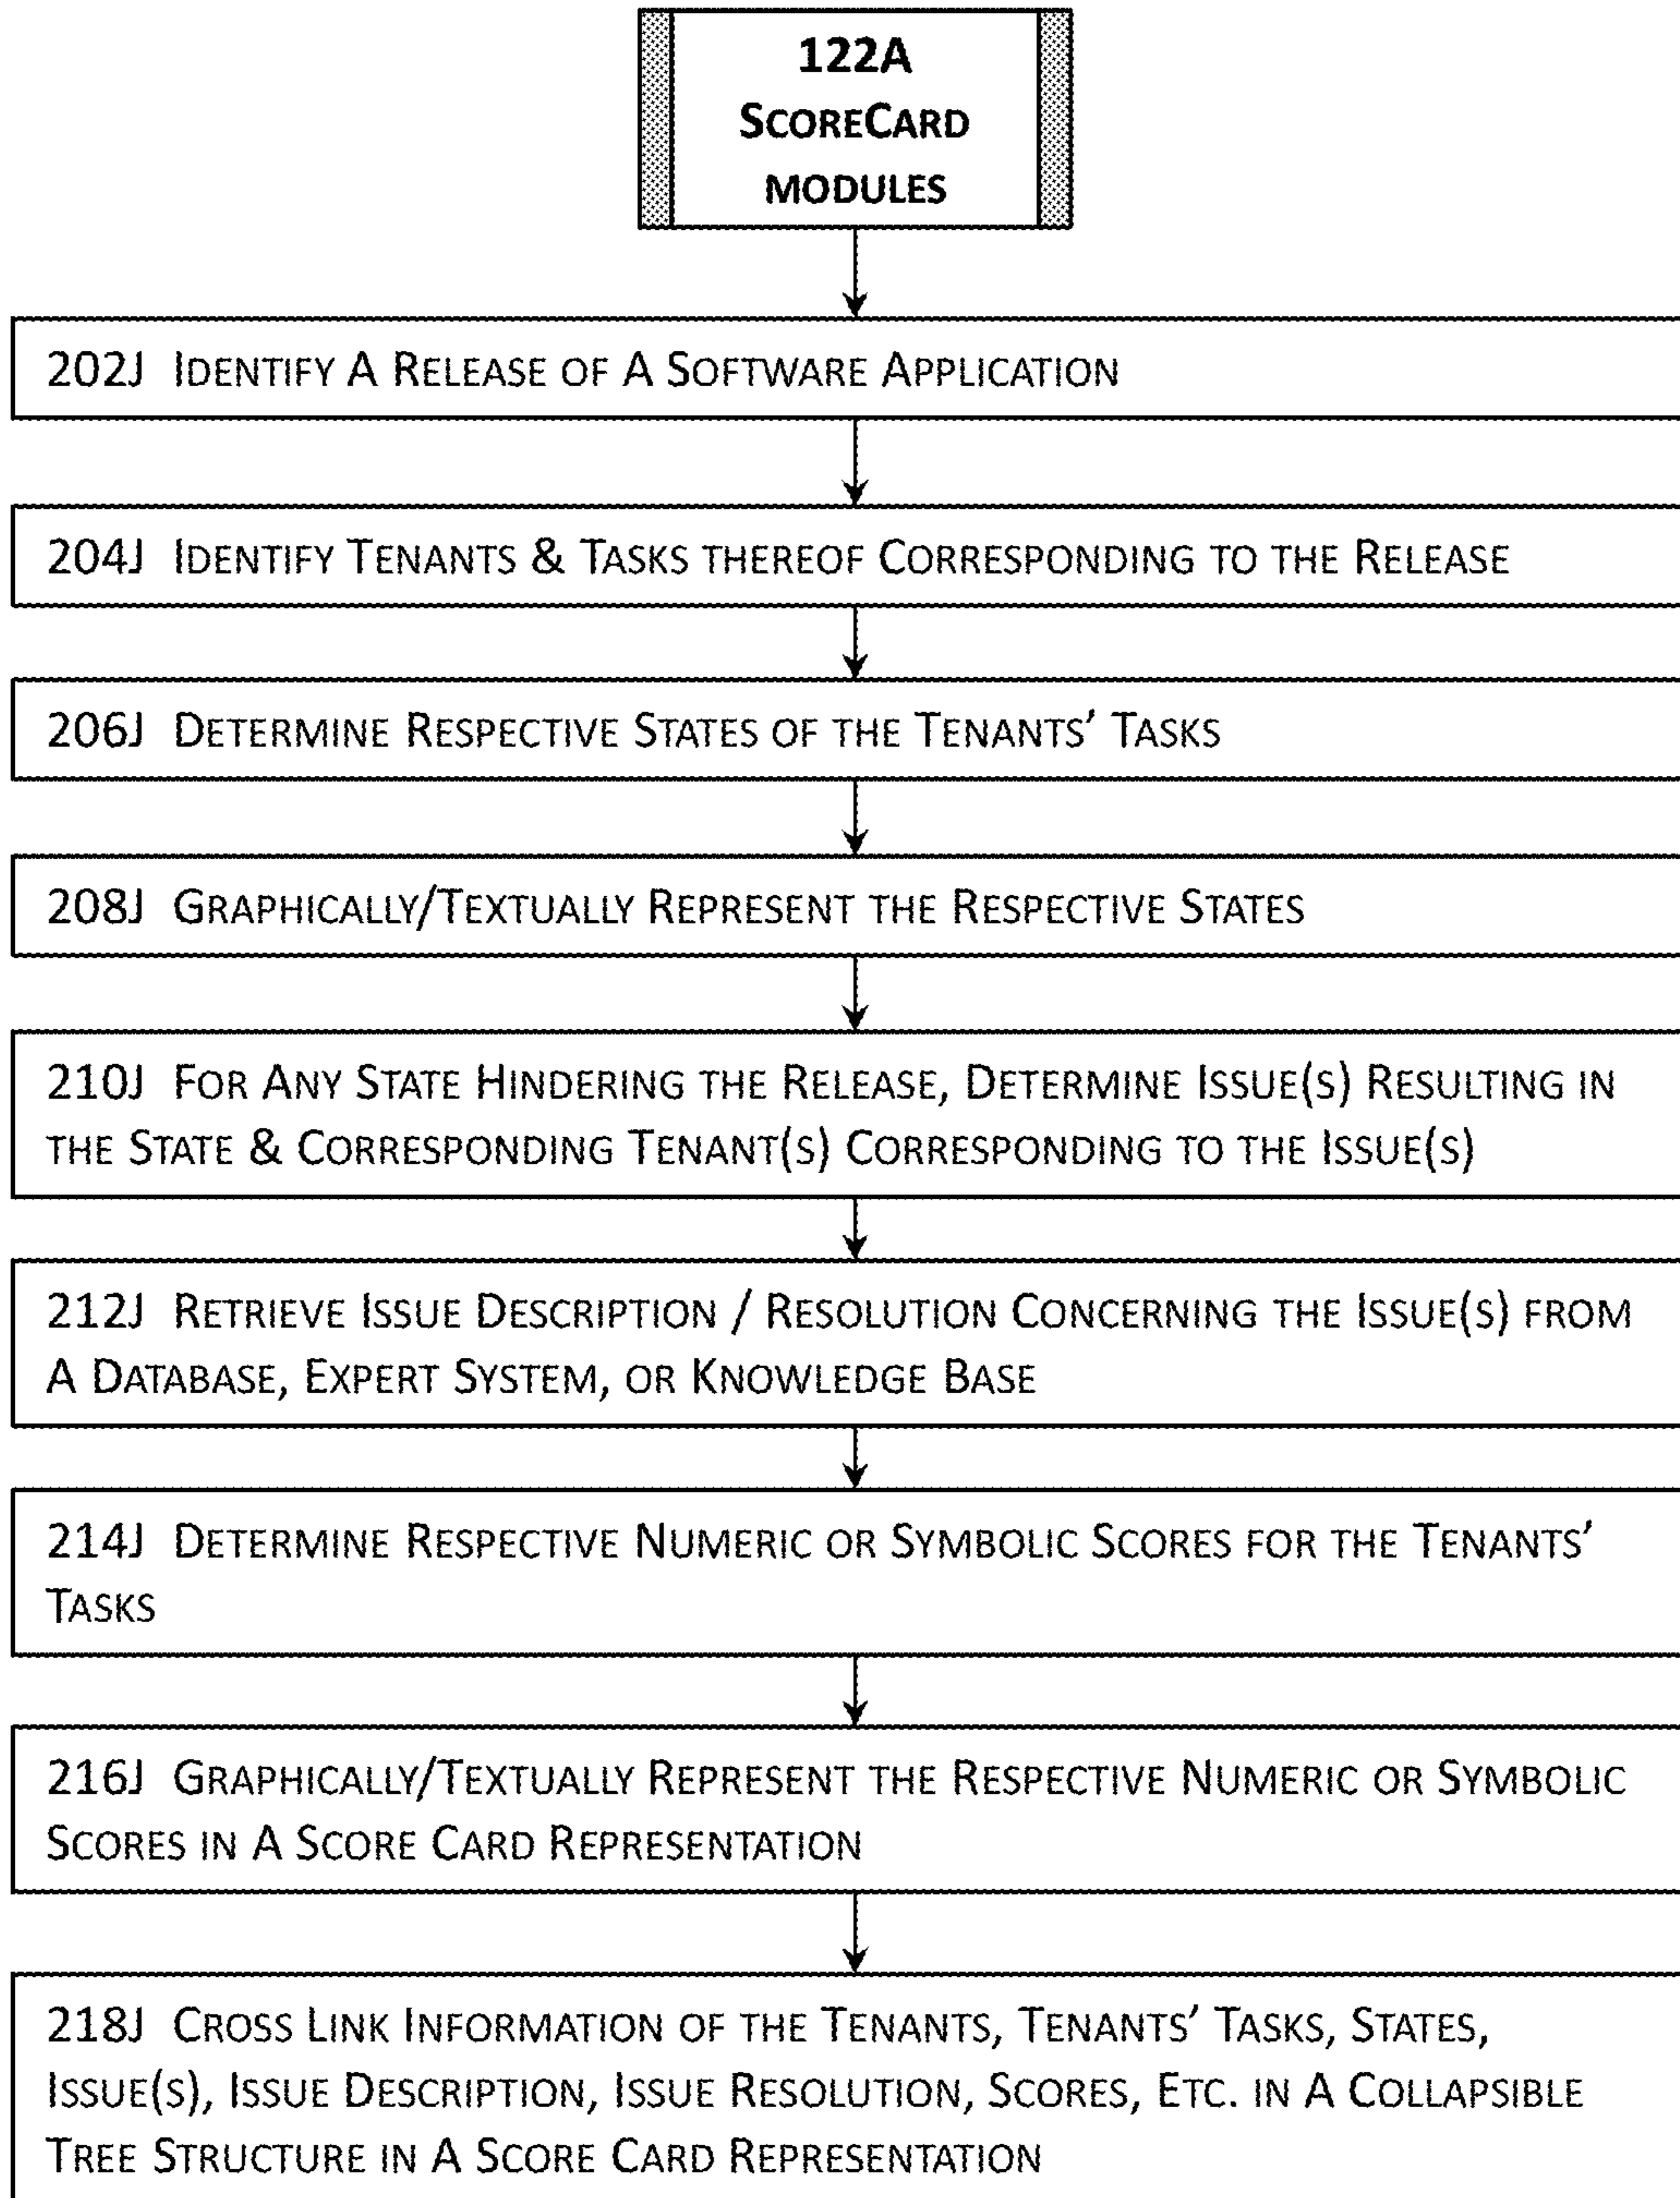 122A
SCORECARD
MODULES
202J IDENTIFY A RELEASE OF A SOFTWARE APPLICATION
204J IDENTIFY TENANTS & TASKS THEREOF CORRESPONDING TO THE RELEASE
206J DETERMINE RESPECTIVE STATES OF THE TENANTS’ TASKS
208J GRAPHICALLY/TEXTUALLY REPRESENT THE RESPECTIVE STATES
210J FOR ANY STATE HINDERING THE RELEASE, DETERMINE ISSUE(S) RESULTING IN
THE STATE & CORRESPONDING TENANT(S) CORRESPONDING TO THE ISSUE(S)
212J RETRIEVE ISSUE DESCRIPTION / RESOLUTION CONCERNING THE ISSUE(S) FROM
A DATABASE, EXPERT SYSTEM, OR KNOWLEDGE BASE
214J DETERMINE RESPECTIVE NUMERIC OR SYMBOLIC SCORES FOR THE TENANTS’
TASKS
216J GRAPHICALLY/TEXTUALLY REPRESENT THE RESPECTIVE NUMERIC OR SYMBOLIC
SCORES IN A SCORE CARD REPRESENTATION
218J CROSS LINK INFORMATION OF THE TENANTS, TENANTS’ TASKS, STATES,
ISSUE(S), ISSUE DESCRIPTION, ISSUE RESOLUTION, SCORES, ETC. IN A COLLAPSIBLE
TREE STRUCTURE IN A SCORE CARD REPRESENTATION